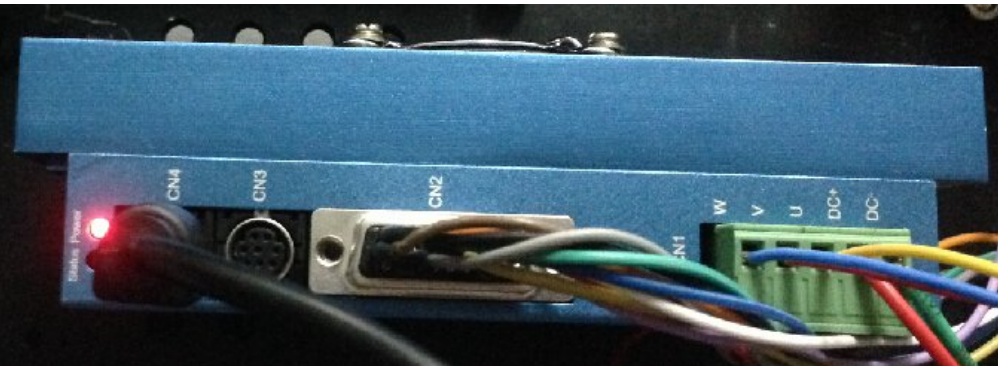 Status Power
CN4
CN3
CN2
CN1
W
V
U
DC+
DC-